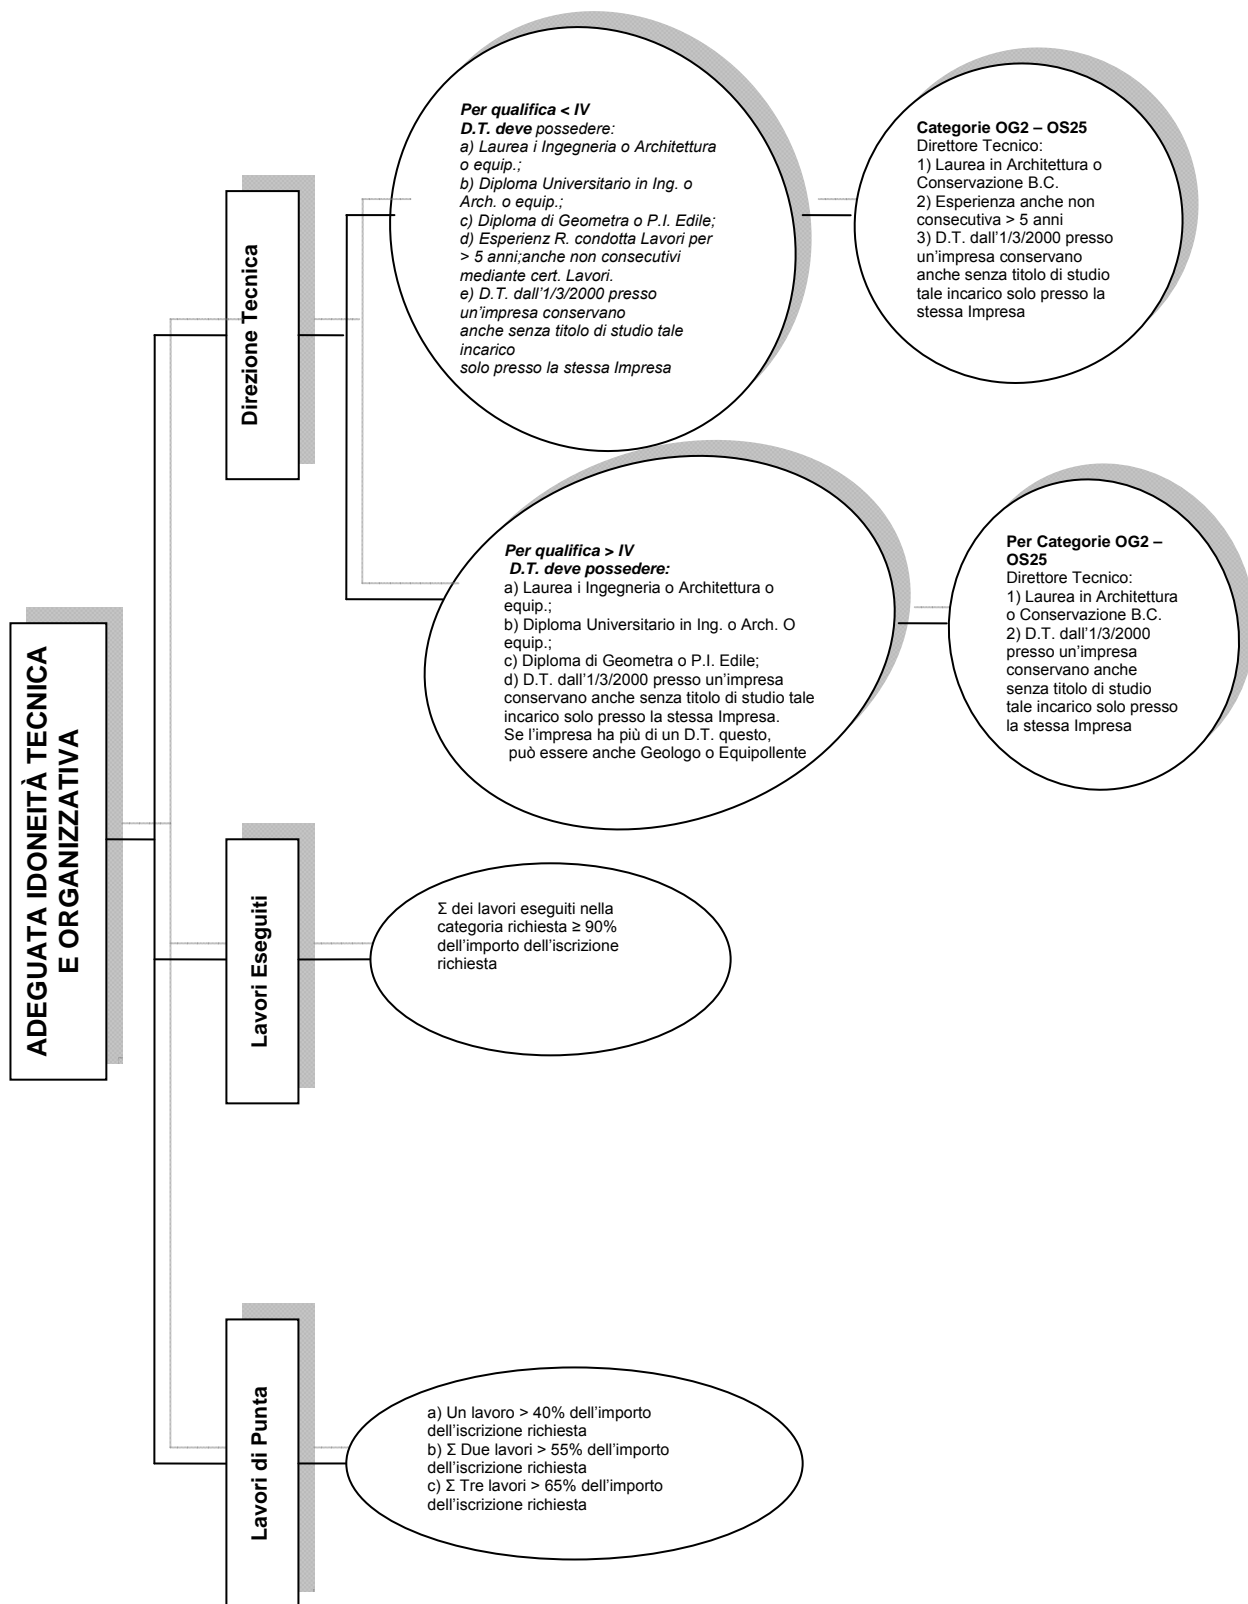 ADEGUATA IDONEITÀ TECNICA
E ORGANIZZATIVA
Direzione Tecnica
Per qualifica < IV
D.T. deve possedere:
a) Laurea i Ingegneria o Architettura
o equip.;
b) Diploma Universitario in Ing. o
Arch. o equip.;
c) Diploma di Geometra o P.I. Edile;
d) Esperienz R. condotta Lavori per
> 5 anni;anche non consecutivi
mediante cert. Lavori.
e) D.T. dall'1/3/2000 presso
un'impresa conservano
anche senza titolo di studio tale
incarico
solo presso la stessa Impresa
Categorie OG2 – OS25
Direttore Tecnico:
1) Laurea in Architettura o
Conservazione B.C.
2) Esperienza anche non
consecutiva > 5 anni
3) D.T. dall'1/3/2000 presso
un'impresa conservano
anche senza titolo di studio
tale incarico solo presso la
stessa Impresa
Per qualifica > IV
D.T. deve possedere:
a) Laurea i Ingegneria o Architettura o
equip.;
b) Diploma Universitario in Ing. o Arch. O
equip.;
c) Diploma di Geometra o P.I. Edile;
d) D.T. dall'1/3/2000 presso un'impresa
conservano anche senza titolo di studio tale
incarico solo presso la stessa Impresa.
Se l'impresa ha più di un D.T. questo,
può essere anche Geologo o Equipollente
Per Categorie OG2 –
OS25
Direttore Tecnico:
1) Laurea in Architettura
o Conservazione B.C.
2) D.T. dall'1/3/2000
presso un'impresa
conservano anche
senza titolo di studio
tale incarico solo presso
la stessa Impresa
Lavori Eseguiti
Σ dei lavori eseguiti nella
categoria richiesta ≥ 90%
dell'importo dell'iscrizione
richiesta
Lavori di Punta
a) Un lavoro > 40% dell'importo
dell'iscrizione richiesta
b) Σ Due lavori > 55% dell'importo
dell'iscrizione richiesta
c) Σ Tre lavori > 65% dell'importo
dell'iscrizione richiesta